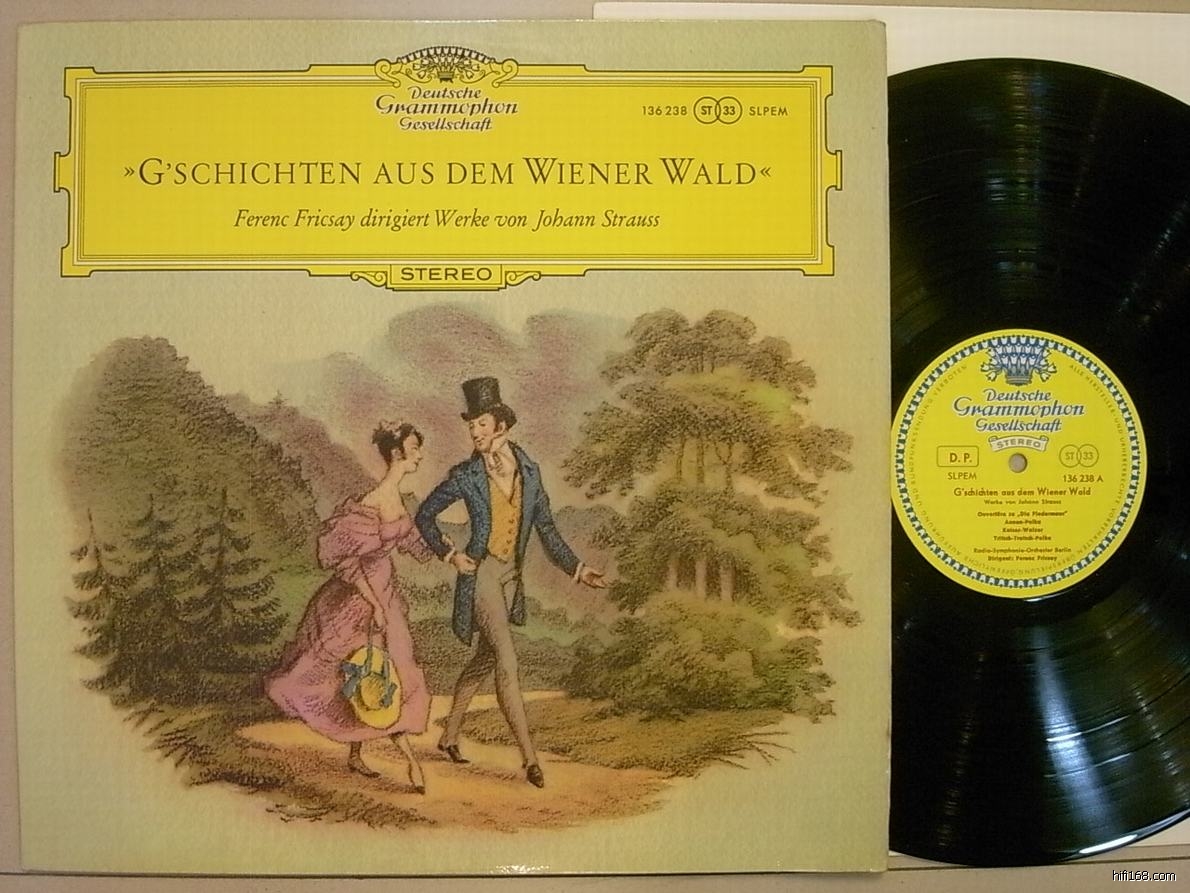 Deutsche
Grammophon
Gesellschaft
136 238 ST 33 SLPEM
»G'SCHICHTEN AUS DEM WIENER WALD«
Ferenc Fricsay dirigiert Werke von Johann Strauss
STEREO
Deutsche
Grammophon
Gesellschaft
STEREO
D. P. ST 33
SLPEM 136 238 A
G'schichten aus dem Wiener Wald
Werke von Johann Strauss
Ouvertüre zu „Die Fledermaus"
Annen-Polka
Kaiser-Walzer
Tritsch-Tratsch-Polka
Radio-Symphonie-Orchester Berlin
Dirigent: Ferenc Fricsay
hifi168.com